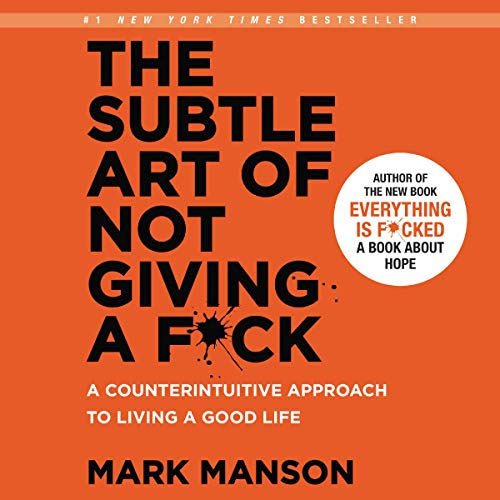 #1 NEW YORK TIMES BESTSELLER
THE
SUBTLE
ART OF
NOT
GIVING
A F*CK
AUTHOR OF
THE NEW BOOK
EVERYTHING
IS F*CKED
A BOOK ABOUT
HOPE
A COUNTERINTUITIVE APPROACH
TO LIVING A GOOD LIFE
MARK MANSON